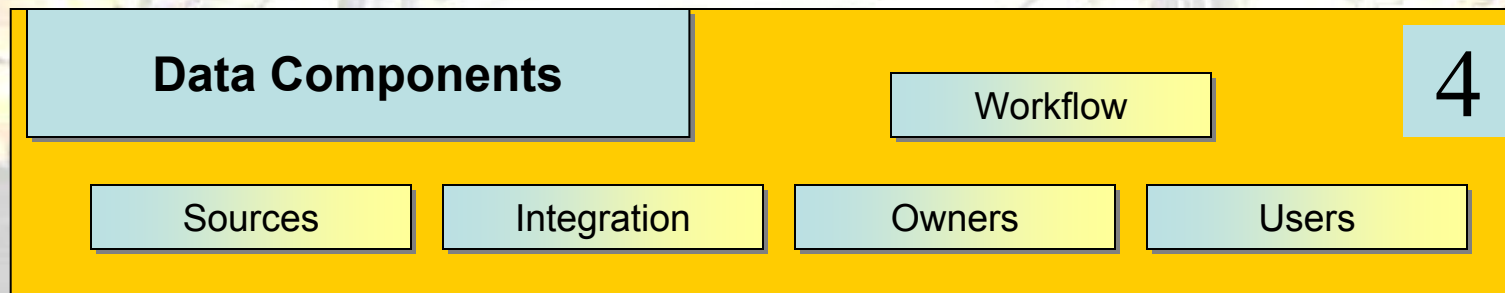 Data Components
Workflow
4
Sources
Integration
Owners
Users